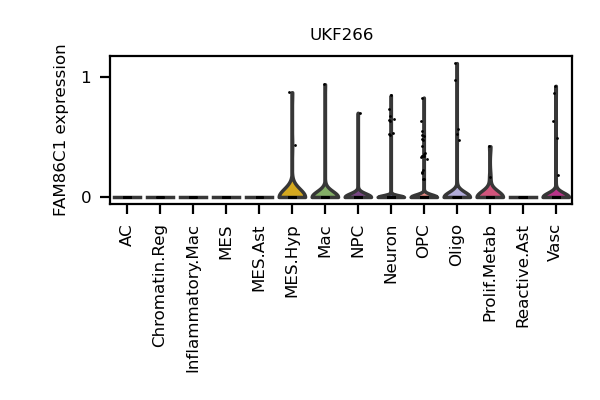 UKF266
FAM86C1 expression
1
0
AC
Chromatin.Reg
Inflammatory.Mac
MES
MES.Ast
MES.Hyp
Mac
NPC
Neuron
OPC
Oligo
Prolif.Metab
Reactive.Ast
Vasc